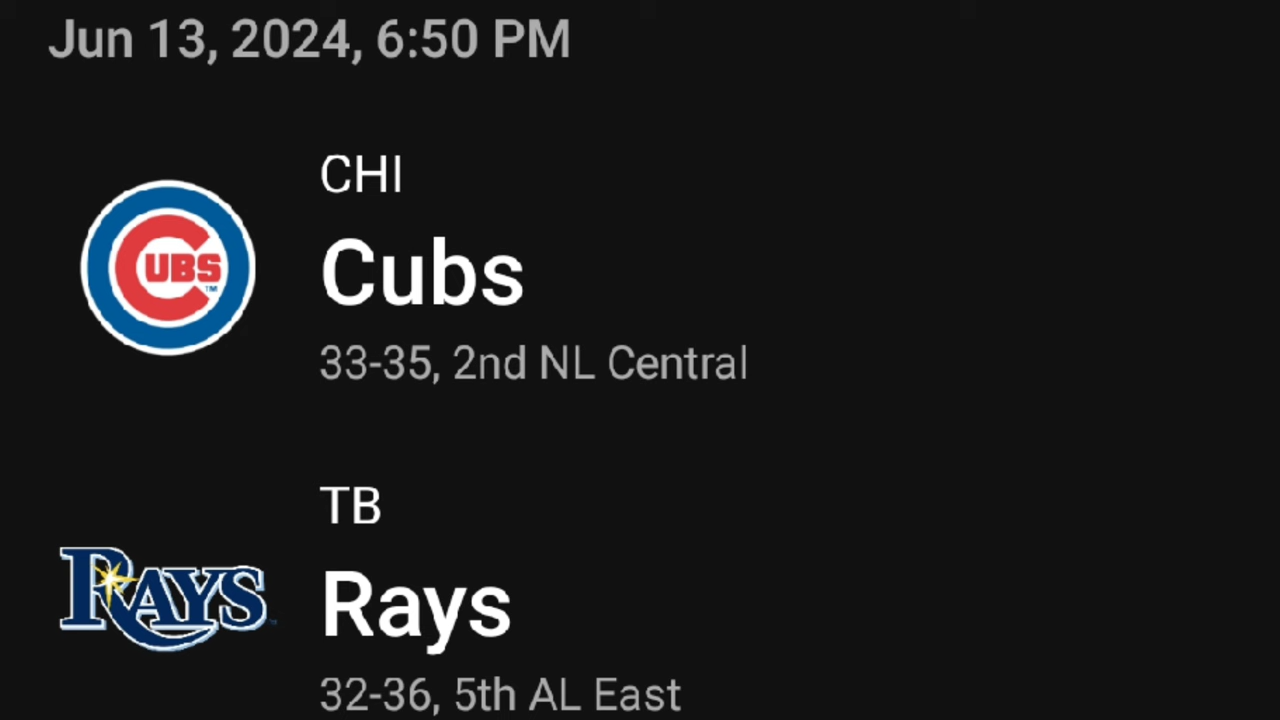 Jun 13, 2024, 6:50 PM
CHI
CUBS
TM
Cubs
33-35, 2nd NL Central
TB
RAYS
Rays
32-36, 5th AL East